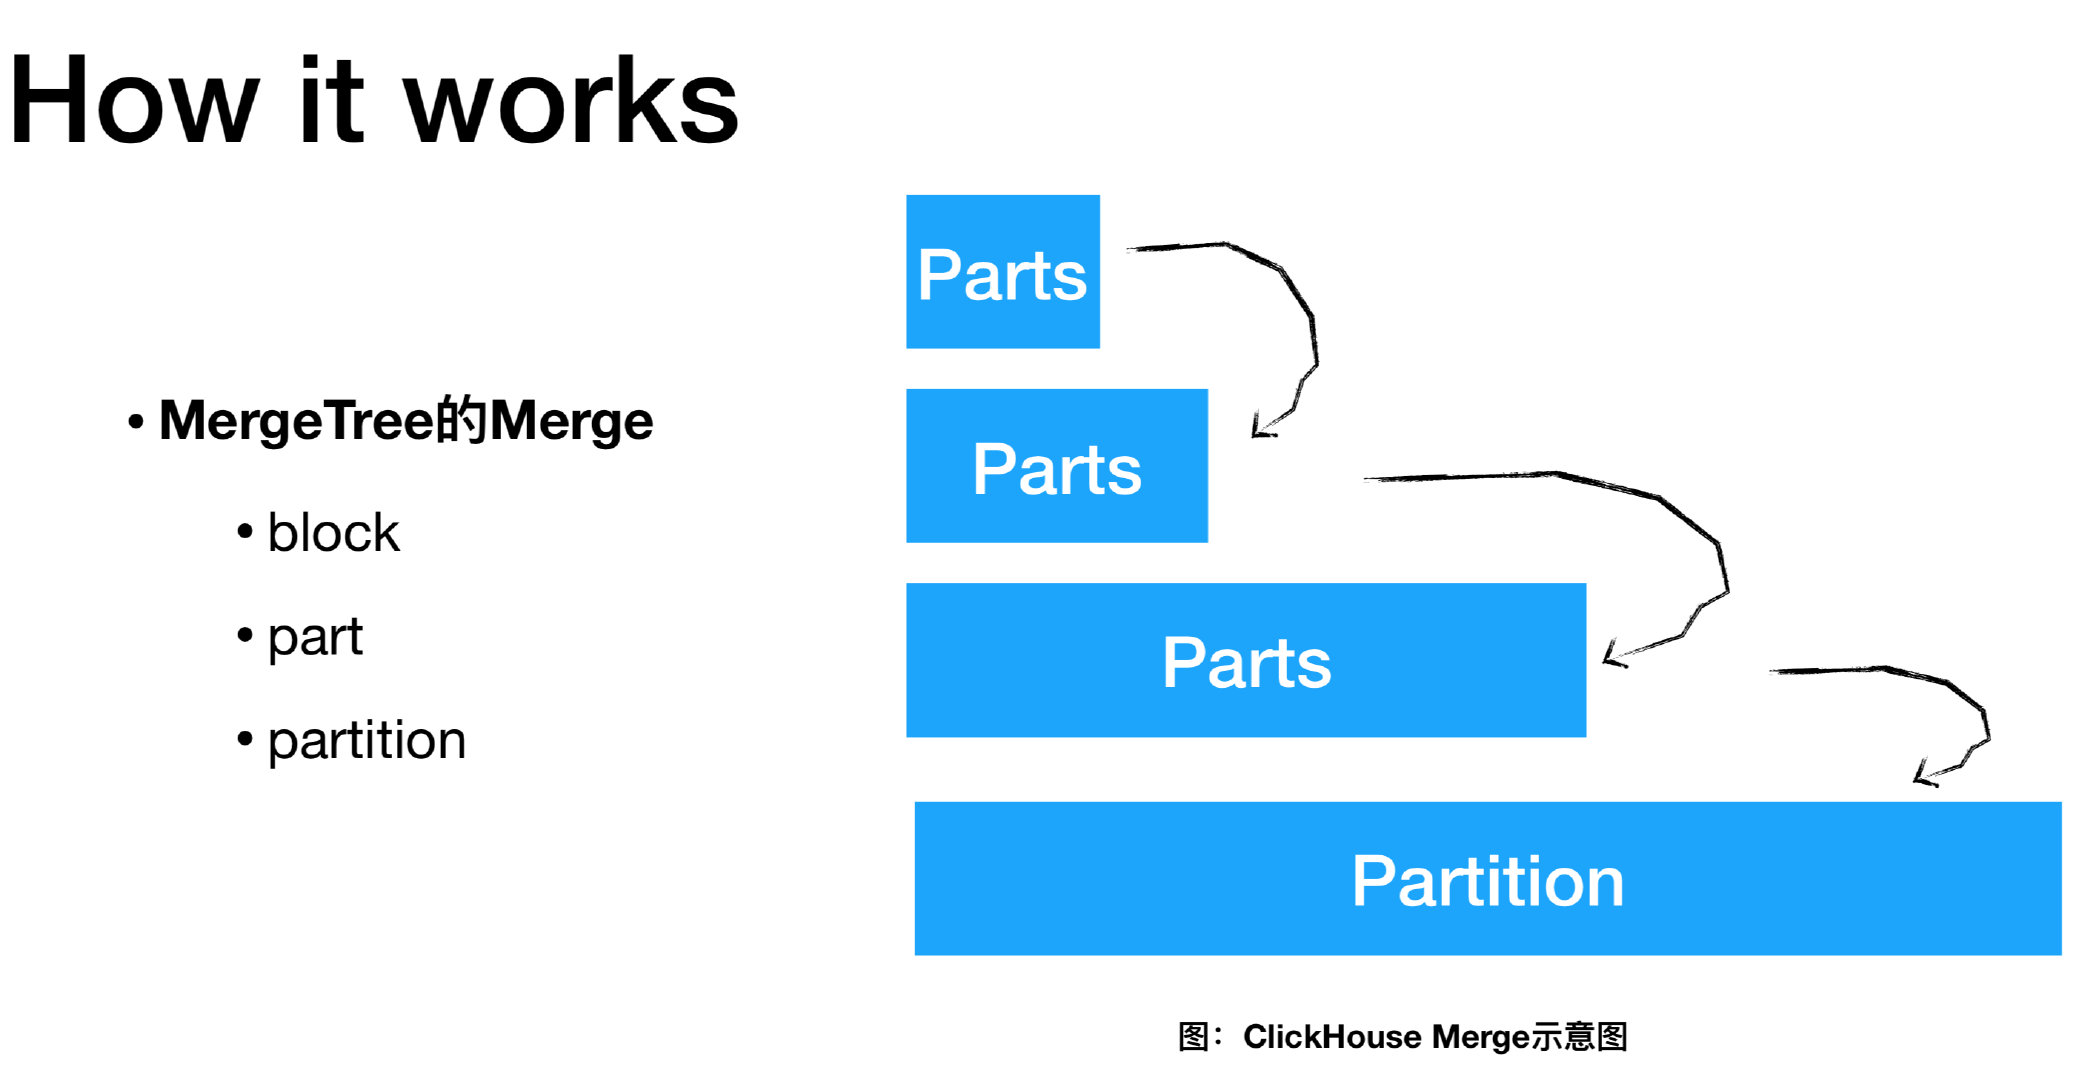 How it works
• MergeTree的Merge
• block
• part
• partition
Parts
Parts
Parts
Partition
图：ClickHouse Merge示意图